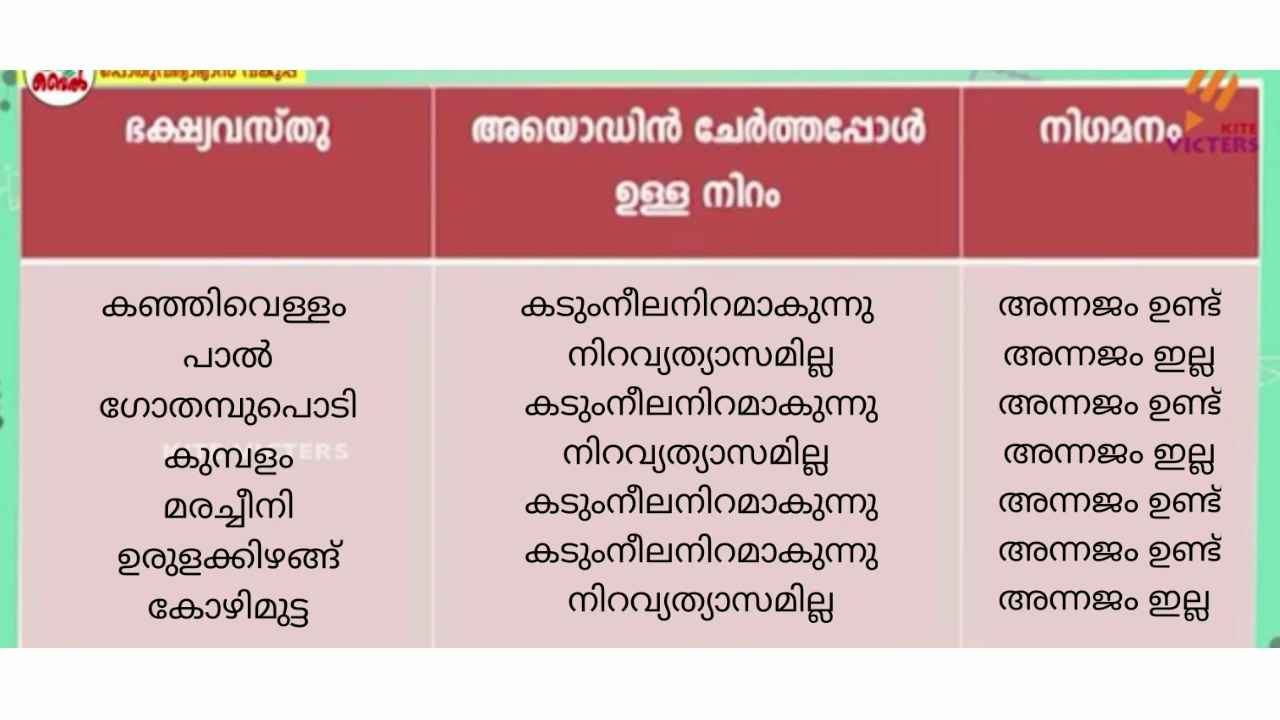 ഭക്ഷ്യവസ്തു അയൊഡിൻ ചേർത്തപ്പോൾ നിഗമനം
ഉള്ള നിറം
KITE
VICTERS
കഞ്ഞിവെള്ളം കടുംനീലനിറമാകുന്നു അന്നജം ഉണ്ട്
പാൽ നിറവ്യത്യാസമില്ല അന്നജം ഇല്ല
ഗോതമ്പുപൊടി കടുംനീലനിറമാകുന്നു അന്നജം ഉണ്ട്
KITE VICTERS
കുമ്പളം നിറവ്യത്യാസമില്ല അന്നജം ഇല്ല
മരച്ചീനി കടുംനീലനിറമാകുന്നു അന്നജം ഉണ്ട്
ഉരുളക്കിഴങ്ങ് കടുംനീലനിറമാകുന്നു അന്നജം ഉണ്ട്
കോഴിമുട്ട നിറവ്യത്യാസമില്ല അന്നജം ഇല്ല